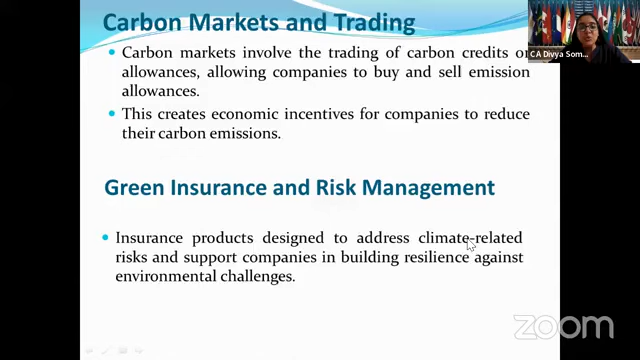 Carbon Markets and Trading
Carbon markets involve the trading of carbon credits or
allowances, allowing companies to buy and sell emission
allowances.
This creates economic incentives for companies to reduce
their carbon emissions.
Green Insurance and Risk Management
Insurance products designed to address climate-related
risks and support companies in building resilience against
environmental challenges.
CA Divya Som...
zoom